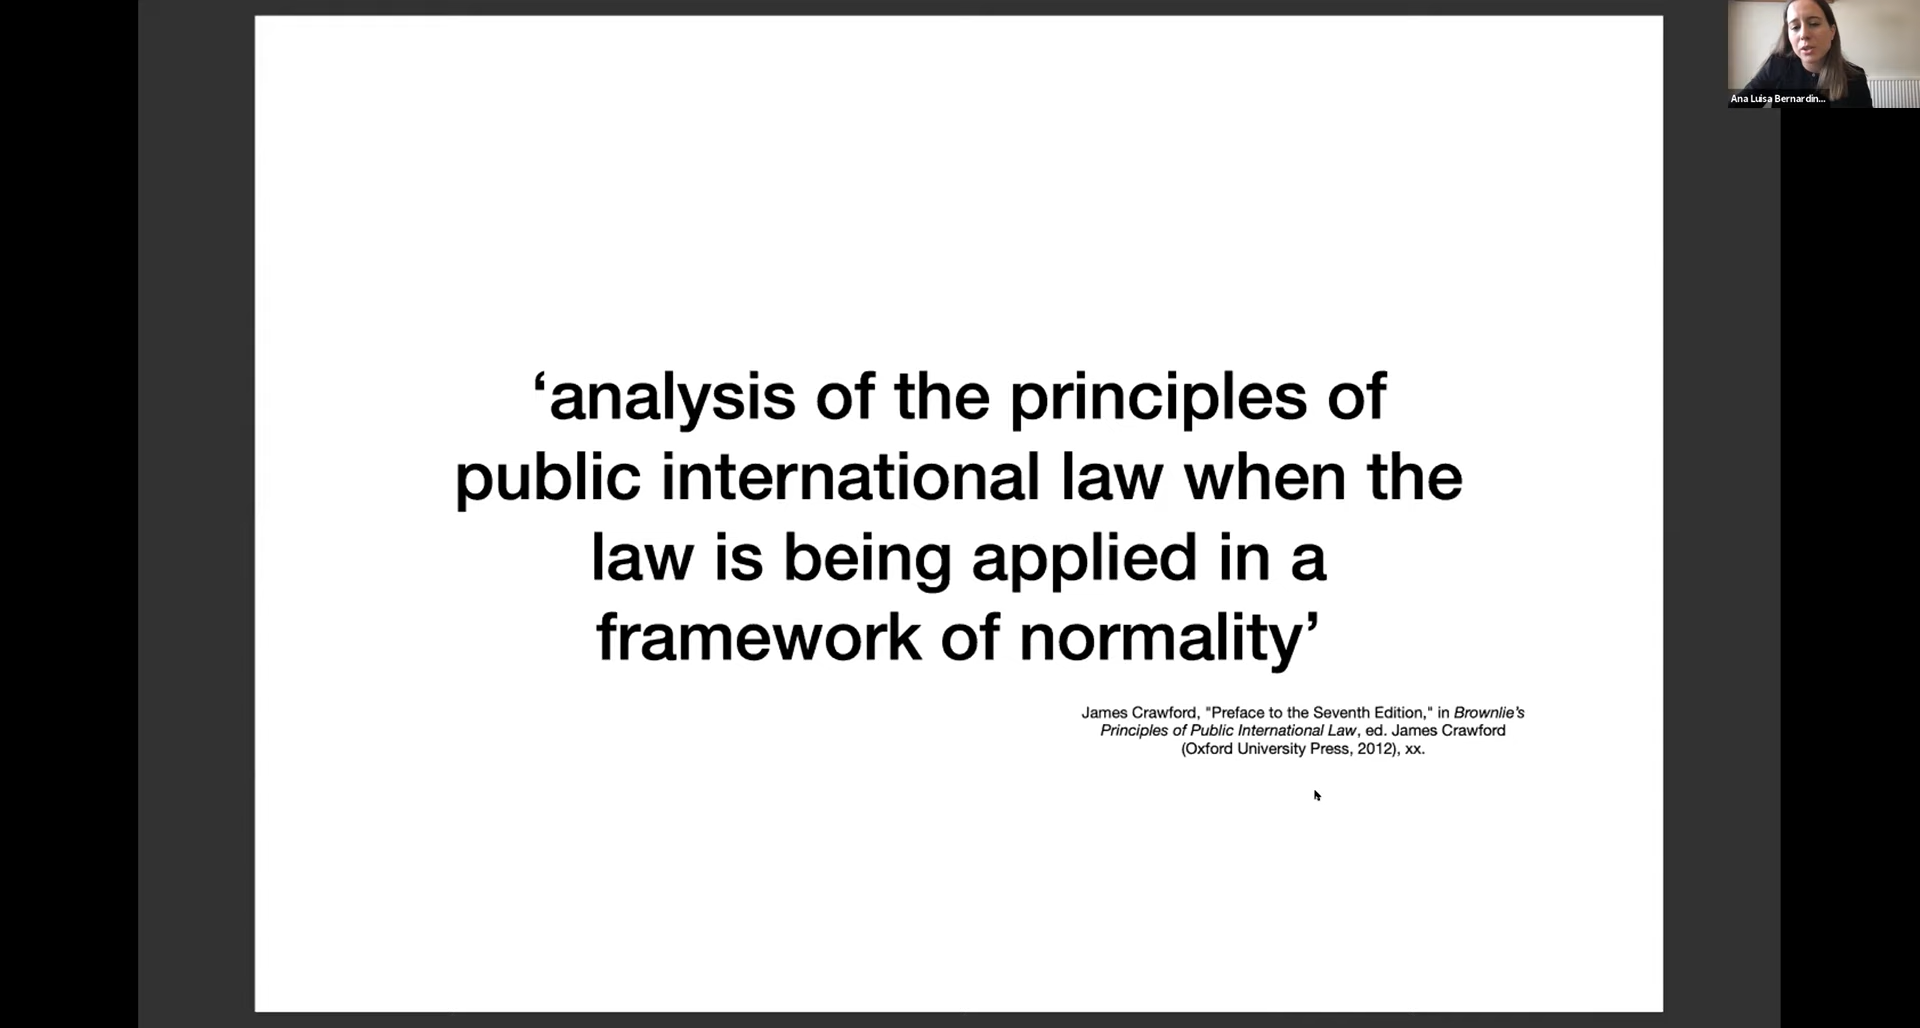 ‘analysis of the principles of
public international law when the
law is being applied in a
framework of normality’
James Crawford, "Preface to the Seventh Edition," in Brownlie’s
Principles of Public International Law, ed. James Crawford
(Oxford University Press, 2012), xx.
Ana Luisa Bernardin...